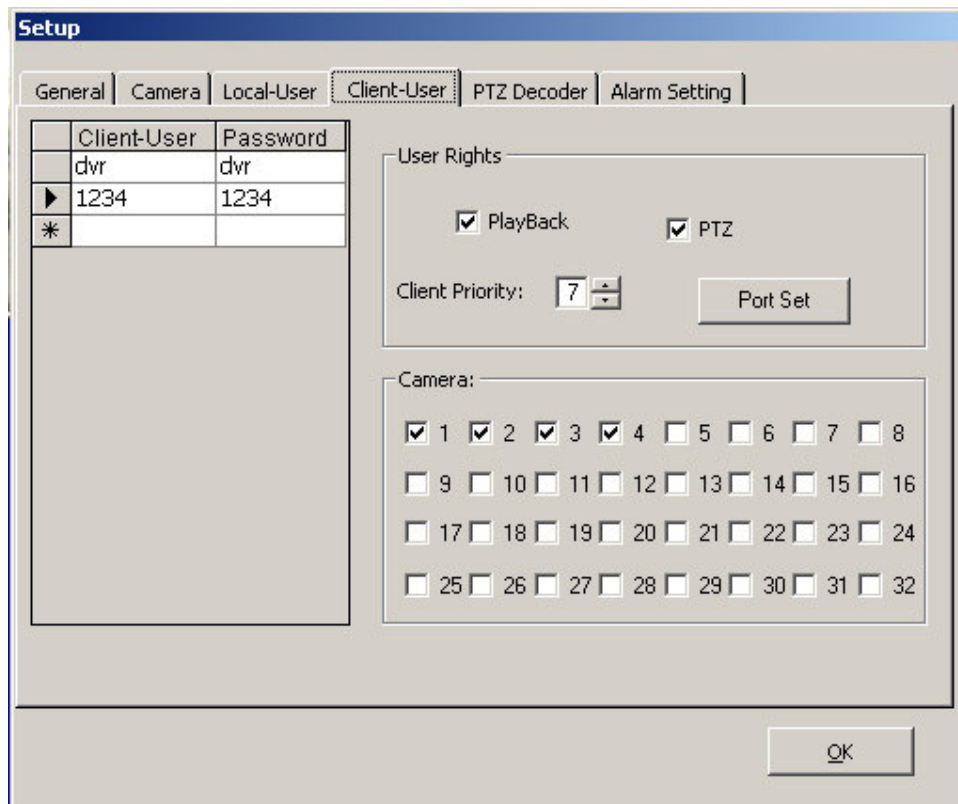 Setup
General Camera Local-User Client-User PTZ Decoder Alarm Setting
Client-User Password
dvr dvr
1234 1234
User Rights
PlayBack PTZ
Client Priority: 7 Port Set
Camera:
1 2 3 4 5 6 7 8
9 10 11 12 13 14 15 16
17 18 19 20 21 22 23 24
25 26 27 28 29 30 31 32
OK